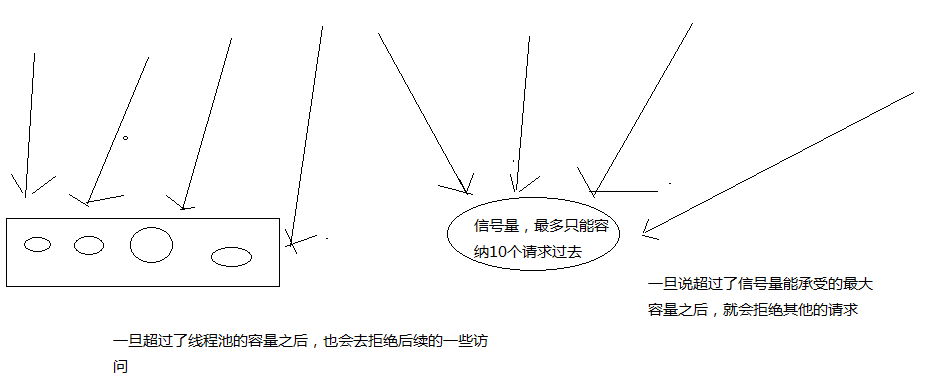 信号量，最多只能容
纳10个请求过去
一旦说超过了信号量能承受的最大
容量之后，就会拒绝其他的请求
一旦超过了线程池的容量之后，也会去拒绝后续的一些访
问